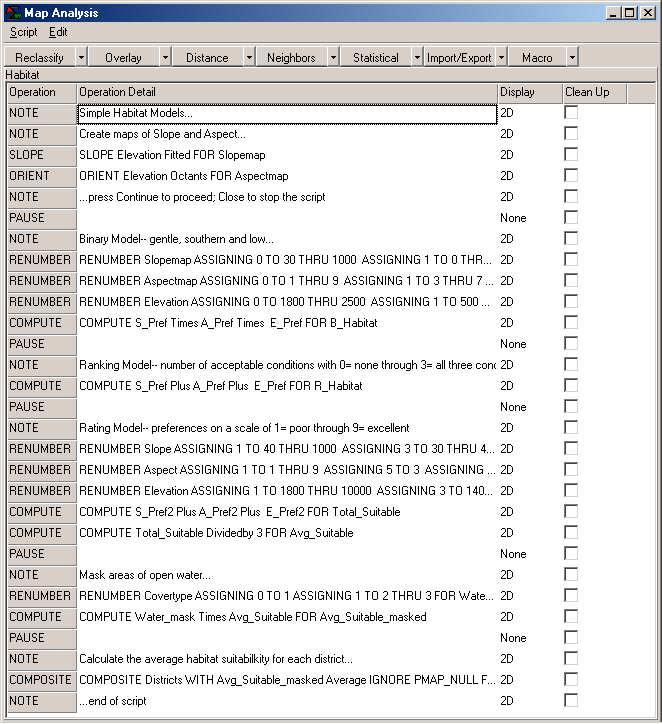 Map Analysis
Script Edit
Reclassify Overlay Distance Neighbors Statistical Import/Export Macro
Habitat
Operation Operation Detail Display Clean Up
NOTE Simple Habitat Models... 2D
NOTE Create maps of Slope and Aspect... 2D
SLOPE SLOPE Elevation Fitted FOR Slopemap 2D
ORIENT ORIENT Elevation Octants FOR Aspectmap 2D
NOTE ...press Continue to proceed; Close to stop the script 2D
PAUSE None
NOTE Binary Model-- gentle, southern and low... 2D
RENUMBER RENUMBER Slopemap ASSIGNING 0 TO 30 THRU 1000 ASSIGNING 1 TO 0 THR... 2D
RENUMBER RENUMBER Aspectmap ASSIGNING 0 TO 1 THRU 9 ASSIGNING 1 TO 3 THRU 7 ... 2D
RENUMBER RENUMBER Elevation ASSIGNING 0 TO 1800 THRU 2500 ASSIGNING 1 TO 500 ... 2D
COMPUTE COMPUTE S_Pref Times A_Pref Times E_Pref FOR B_Habitat 2D
PAUSE None
NOTE Ranking Model-- number of acceptable conditions with 0= none through 3= all three conc 2D
COMPUTE COMPUTE S_Pref Plus A_Pref Plus E_Pref FOR R_Habitat 2D
PAUSE None
NOTE Rating Model-- preferences on a scale of 1= poor through 9= excellent 2D
RENUMBER RENUMBER Slope ASSIGNING 1 TO 40 THRU 1000 ASSIGNING 3 TO 30 THRU 4... 2D
RENUMBER RENUMBER Aspect ASSIGNING 1 TO 1 THRU 9 ASSIGNING 5 TO 3 ASSIGNING ... 2D
RENUMBER RENUMBER Elevation ASSIGNING 1 TO 1800 THRU 10000 ASSIGNING 3 TO 140... 2D
COMPUTE COMPUTE S_Pref2 Plus A_Pref2 Plus E_Pref2 FOR Total_Suitable 2D
COMPUTE COMPUTE Total_Suitable Dividedby 3 FOR Avg_Suitable 2D
PAUSE None
NOTE Mask areas of open water... 2D
RENUMBER RENUMBER Covertype ASSIGNING 0 TO 1 ASSIGNING 1 TO 2 THRU 3 FOR Wate... 2D
COMPUTE COMPUTE Water_mask Times Avg_Suitable FOR Avg_Suitable_masked 2D
PAUSE None
NOTE Calculate the average habitat suitabilkity for each district... 2D
COMPOSITE COMPOSITE Districts WITH Avg_Suitable_masked Average IGNORE PMAP_NULL F... 2D
NOTE ...end of script 2D